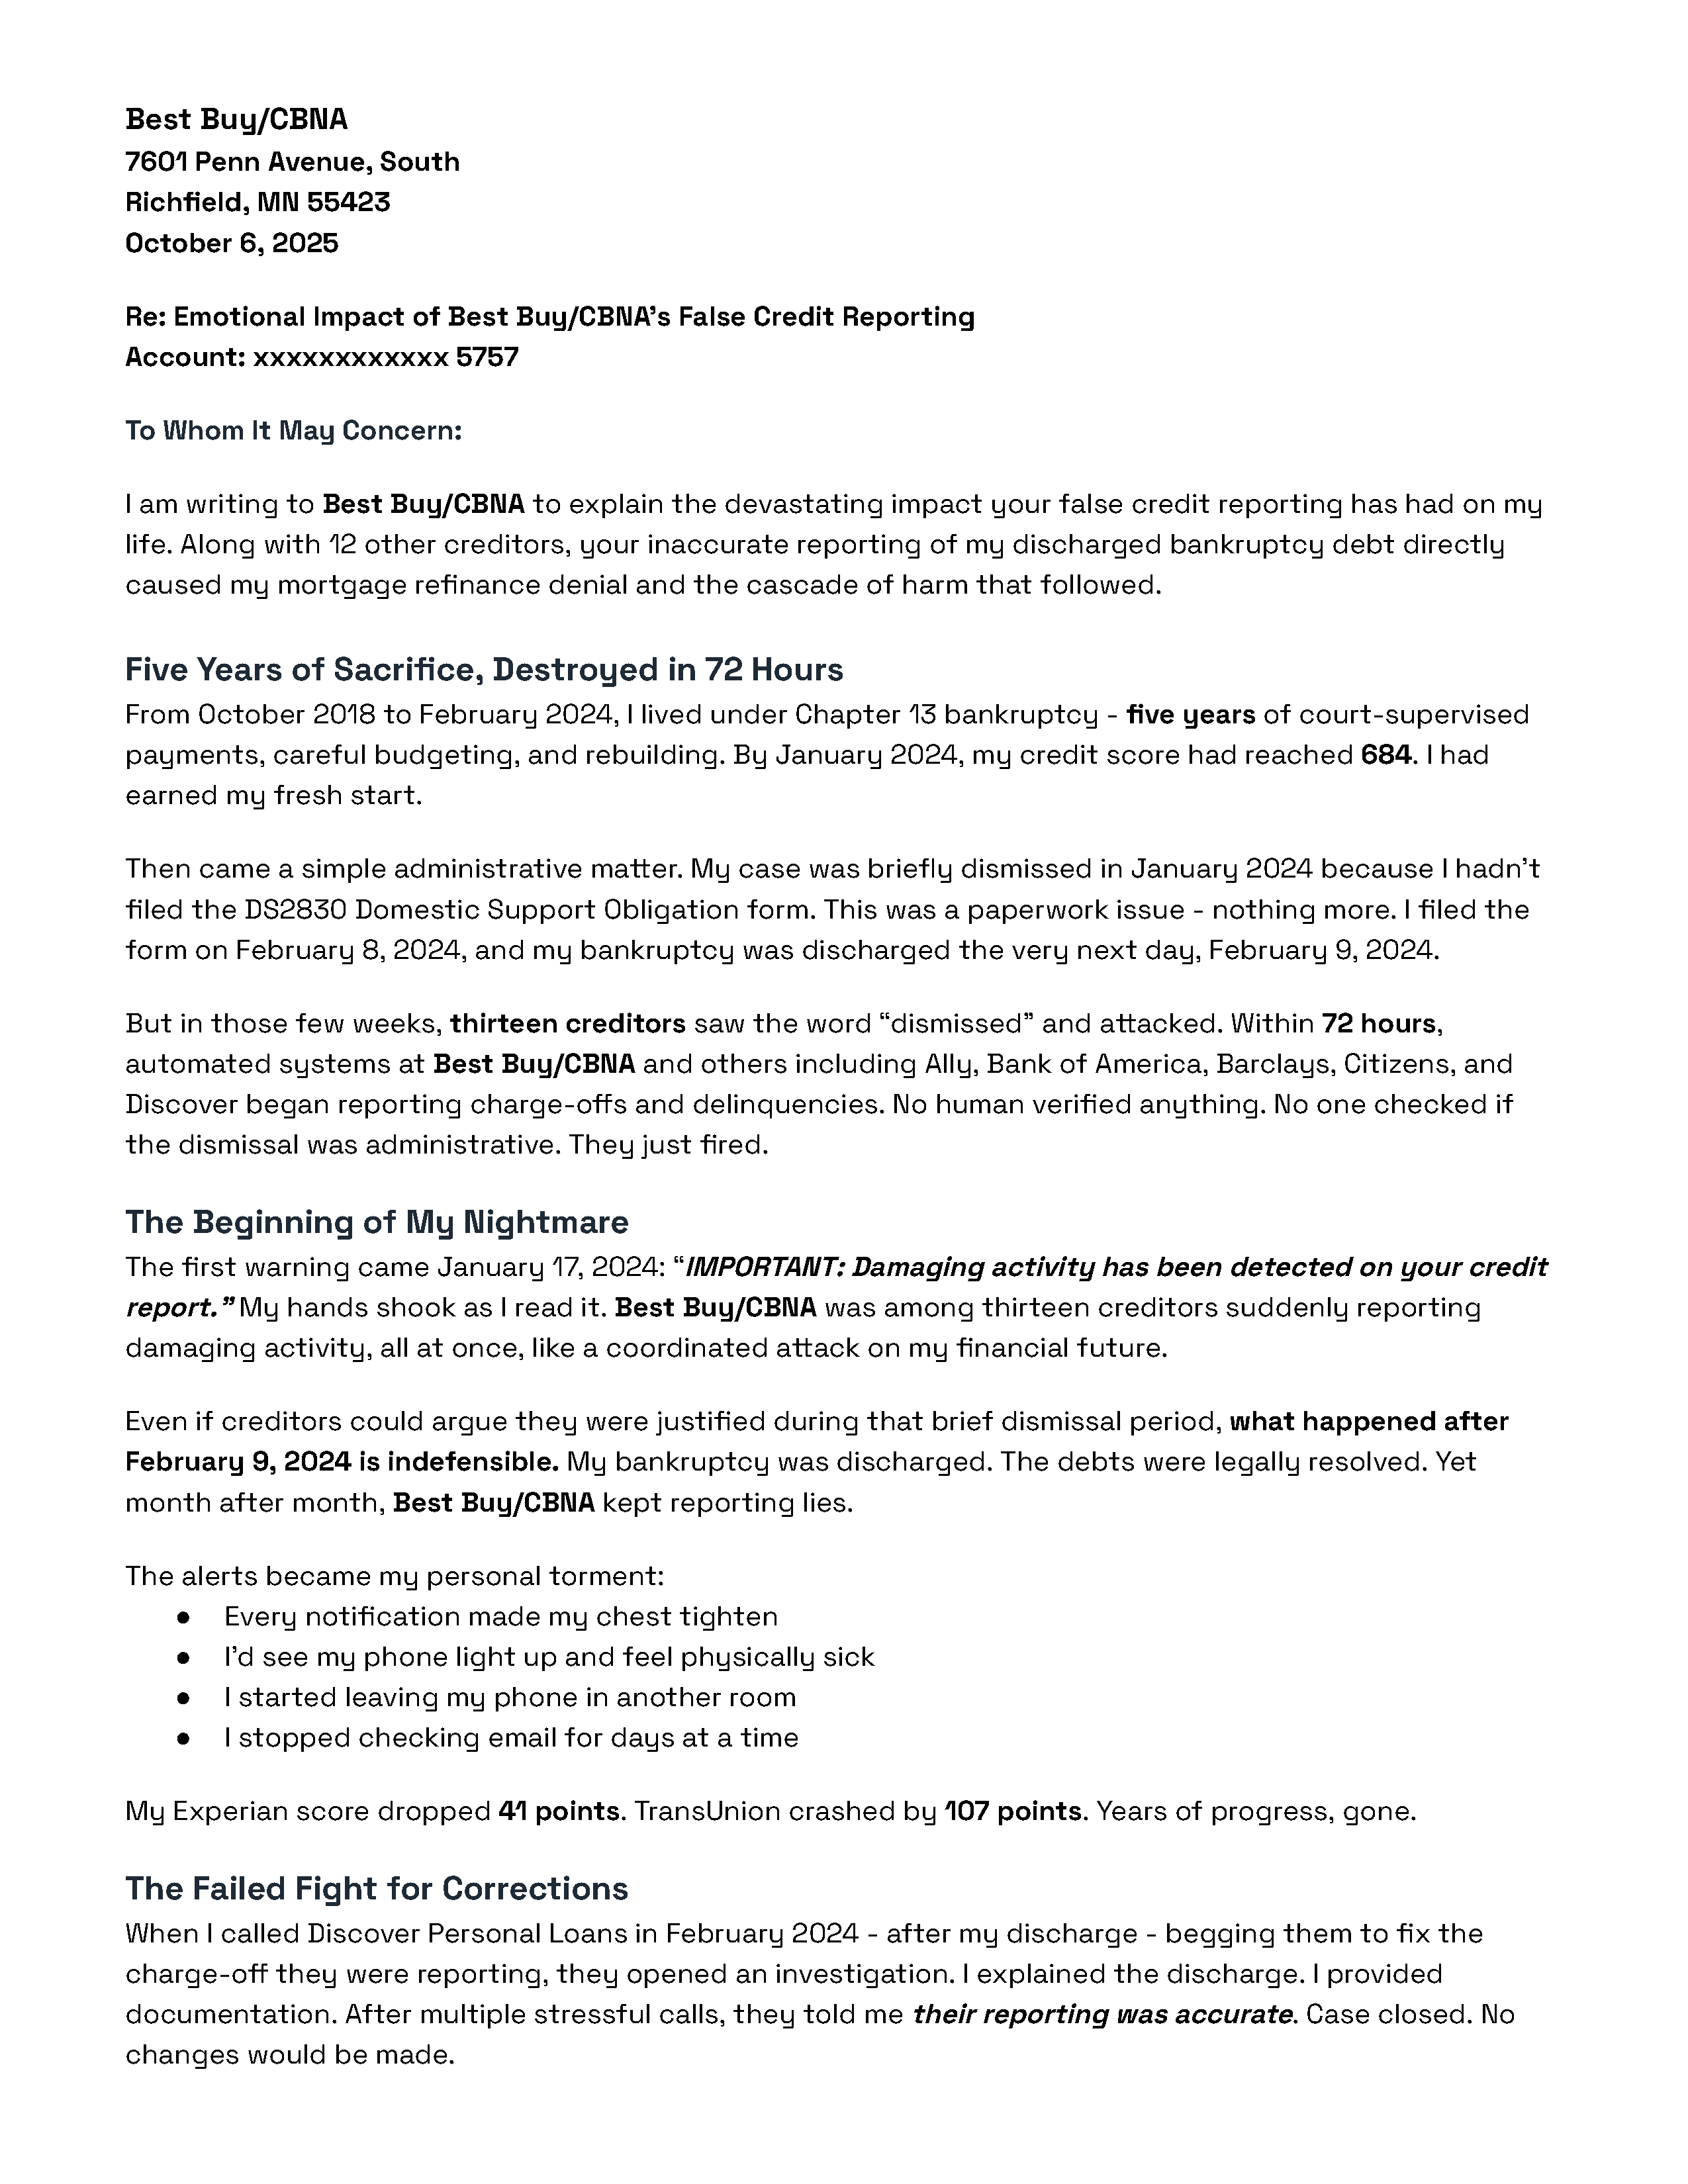 Best Buy/CBNA
7601 Penn Avenue, South
Richfield, MN 55423
October 6, 2025
Re: Emotional Impact of Best Buy/CBNA’s False Credit Reporting
Account: xxxxxxxxxxxx 5757
To Whom It May Concern:
I am writing to Best Buy/CBNA to explain the devastating impact your false credit reporting has had on my
life. Along with 12 other creditors, your inaccurate reporting of my discharged bankruptcy debt directly
caused my mortgage refinance denial and the cascade of harm that followed.
Five Years of Sacrifice, Destroyed in 72 Hours
From October 2018 to February 2024, I lived under Chapter 13 bankruptcy - five years of court-supervised
payments, careful budgeting, and rebuilding. By January 2024, my credit score had reached 684. I had
earned my fresh start.
Then came a simple administrative matter. My case was briefly dismissed in January 2024 because I hadn’t
filed the DS2830 Domestic Support Obligation form. This was a paperwork issue - nothing more. I filed the
form on February 8, 2024, and my bankruptcy was discharged the very next day, February 9, 2024.
But in those few weeks, thirteen creditors saw the word “dismissed” and attacked. Within 72 hours,
automated systems at Best Buy/CBNA and others including Ally, Bank of America, Barclays, Citizens, and
Discover began reporting charge-offs and delinquencies. No human verified anything. No one checked if
the dismissal was administrative. They just fired.
The Beginning of My Nightmare
The first warning came January 17, 2024: “IMPORTANT: Damaging activity has been detected on your credit
report.” My hands shook as I read it. Best Buy/CBNA was among thirteen creditors suddenly reporting
damaging activity, all at once, like a coordinated attack on my financial future.
Even if creditors could argue they were justified during that brief dismissal period, what happened after
February 9, 2024 is indefensible. My bankruptcy was discharged. The debts were legally resolved. Yet
month after month, Best Buy/CBNA kept reporting lies.
The alerts became my personal torment:
● Every notification made my chest tighten
● I’d see my phone light up and feel physically sick
● I started leaving my phone in another room
● I stopped checking email for days at a time
My Experian score dropped 41 points. TransUnion crashed by 107 points. Years of progress, gone.
The Failed Fight for Corrections
When I called Discover Personal Loans in February 2024 - after my discharge - begging them to fix the
charge-off they were reporting, they opened an investigation. I explained the discharge. I provided
documentation. After multiple stressful calls, they told me their reporting was accurate. Case closed. No
changes would be made.